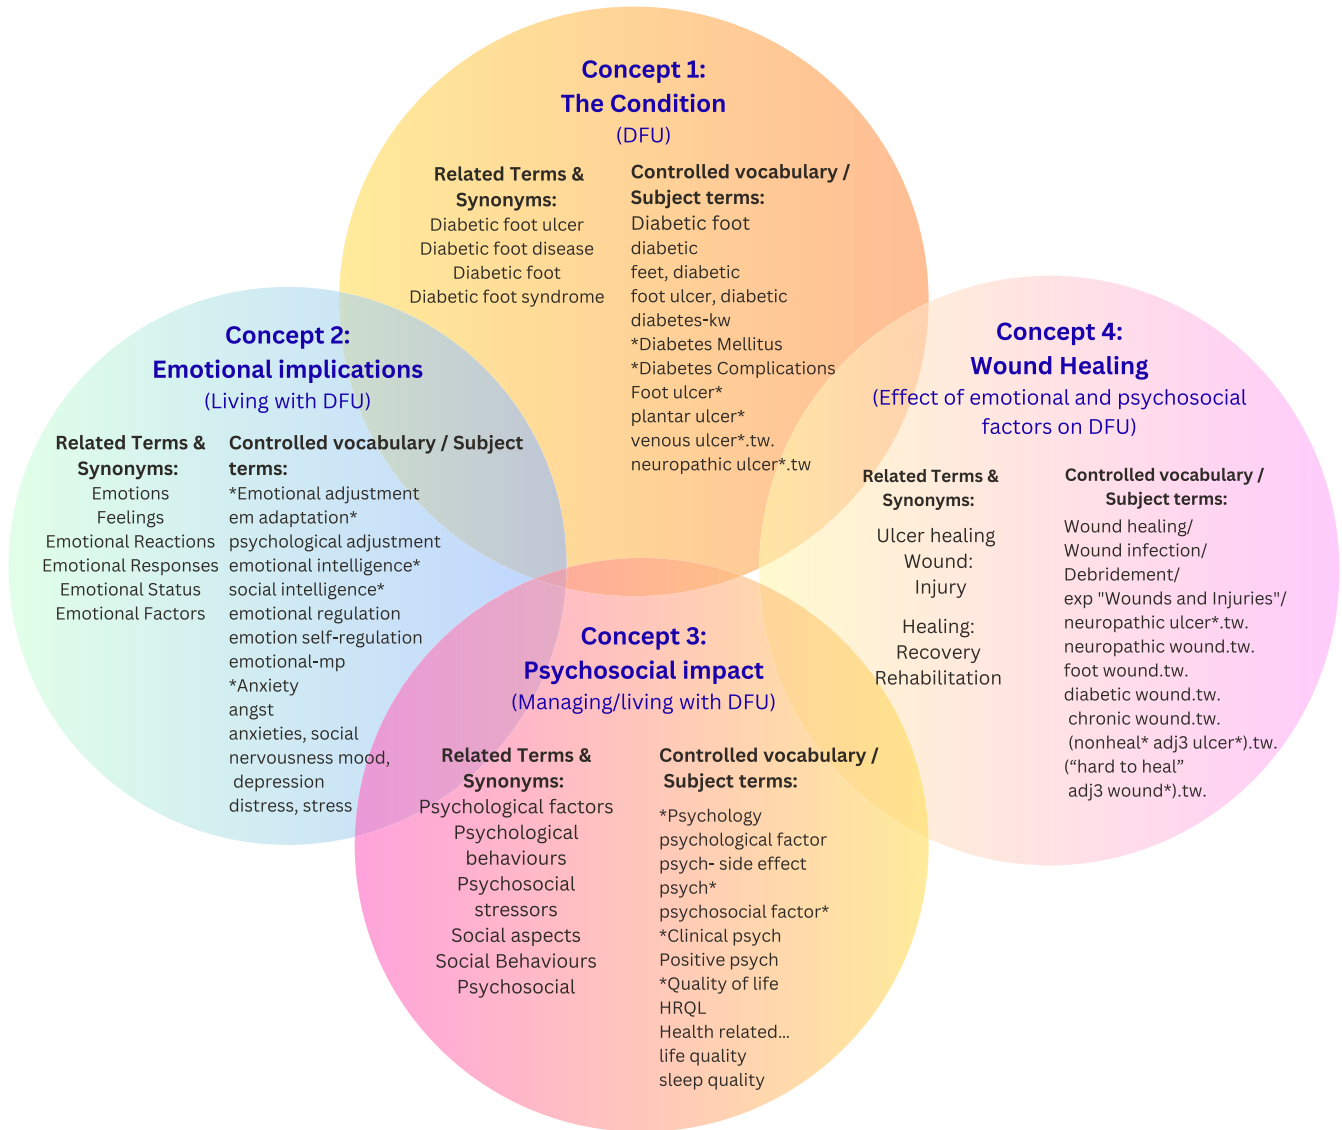 Concept 1:
The Condition
(DFU)
Related Terms &
Synonyms:
Diabetic foot ulcer
Diabetic foot disease
Diabetic foot
Diabetic foot syndrome
Controlled vocabulary /
Subject terms:
Diabetic foot
diabetic
feet, diabetic
foot ulcer, diabetic
diabetes-kw
*Diabetes Mellitus
*Diabetes Complications
Foot ulcer*
plantar ulcer*
venous ulcer*.tw.
neuropathic ulcer*.tw
Concept 2:
Emotional implications
(Living with DFU)
Related Terms &
Synonyms:
Emotions
Feelings
Emotional Reactions
Emotional Responses
Emotional Status
Emotional Factors
Controlled vocabulary / Subject
terms:
*Emotional adjustment
em adaptation*
psychological adjustment
emotional intelligence*
social intelligence*
emotional regulation
emotion self-regulation
emotional-mp
*Anxiety
angst
anxieties, social
nervousness mood,
depression
distress, stress
Concept 3:
Psychosocial impact
(Managing/living with DFU)
Related Terms &
Synonyms:
Psychological factors
Psychological
behaviours
Psychosocial
stressors
Social aspects
Social Behaviours
Psychosocial
Controlled vocabulary /
Subject terms:
*Psychology
psychological factor
psych- side effect
psych*
psychosocial factor*
*Clinical psych
Positive psych
*Quality of life
HRQL
Health related...
life quality
sleep quality
Concept 4:
Wound Healing
(Effect of emotional and psychosocial
factors on DFU)
Related Terms &
Synonyms:
Ulcer healing
Wound:
Injury
Healing:
Recovery
Rehabilitation
Controlled vocabulary /
Subject terms:
Wound healing/
Wound infection/
Debridement/
exp "Wounds and Injuries"/
neuropathic ulcer*.tw.
neuropathic wound.tw.
foot wound.tw.
diabetic wound.tw.
chronic wound.tw.
(nonheal* adj3 ulcer*).tw.
(“hard to heal”
adj3 wound*).tw.